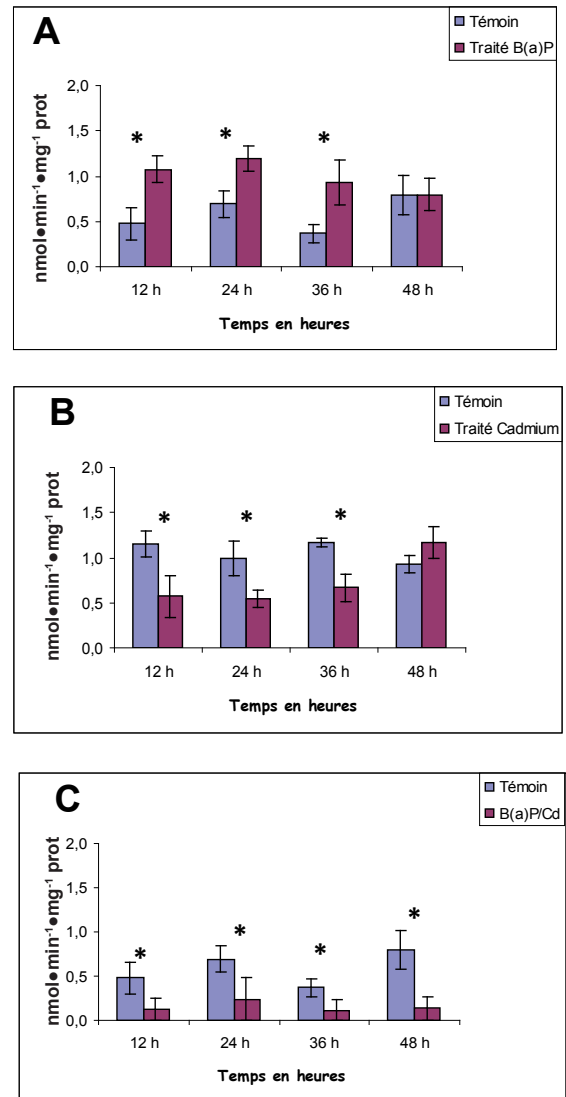 A
Témoin
Traité B(a)P
nmol•min⁻¹•mg⁻¹ prot
2,0
1,5
1,0
0,5
0,0
* * *
12 h 24 h 36 h 48 h
Temps en heures
B
Témoin
Traité Cadmium
nmol•min⁻¹•mg⁻¹ prot
2,0
1,5
1,0
0,5
0,0
* * *
12 h 24 h 36 h 48 h
Temps en heures
C
Témoin
B(a)P/Cd
nmol•min⁻¹•mg⁻¹ prot
2,0
1,5
1,0
0,5
0,0
* * * *
12 h 24 h 36 h 48 h
Temps en heures